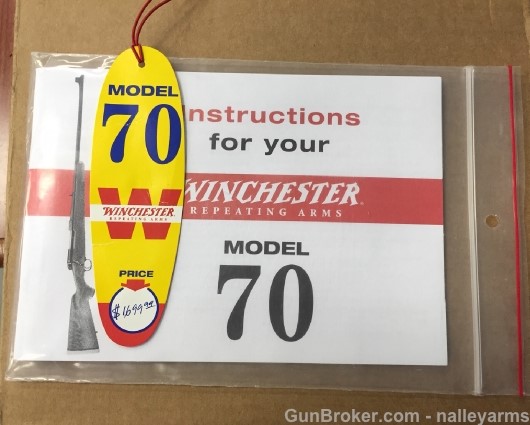 MODEL
70
W
WINCHESTER
REPEATING ARMS
PRICE
$1699.99
Instructions
for your
WINCHESTER®
REPEATING ARMS
MODEL
70
GunBroker.com - nalleyarms